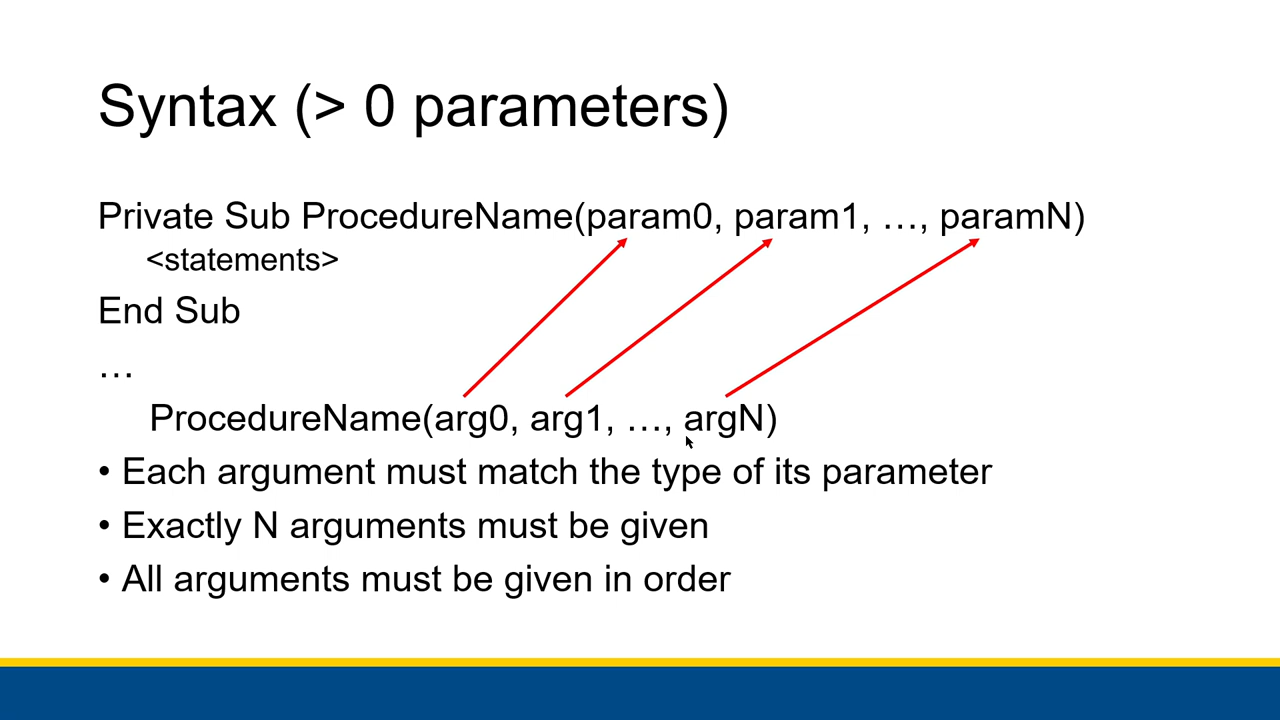 Syntax (> 0 parameters)
Private Sub ProcedureName(param0, param1, …, paramN)
<statements>
End Sub
…
ProcedureName(arg0, arg1, …, argN)
• Each argument must match the type of its parameter
• Exactly N arguments must be given
• All arguments must be given in order